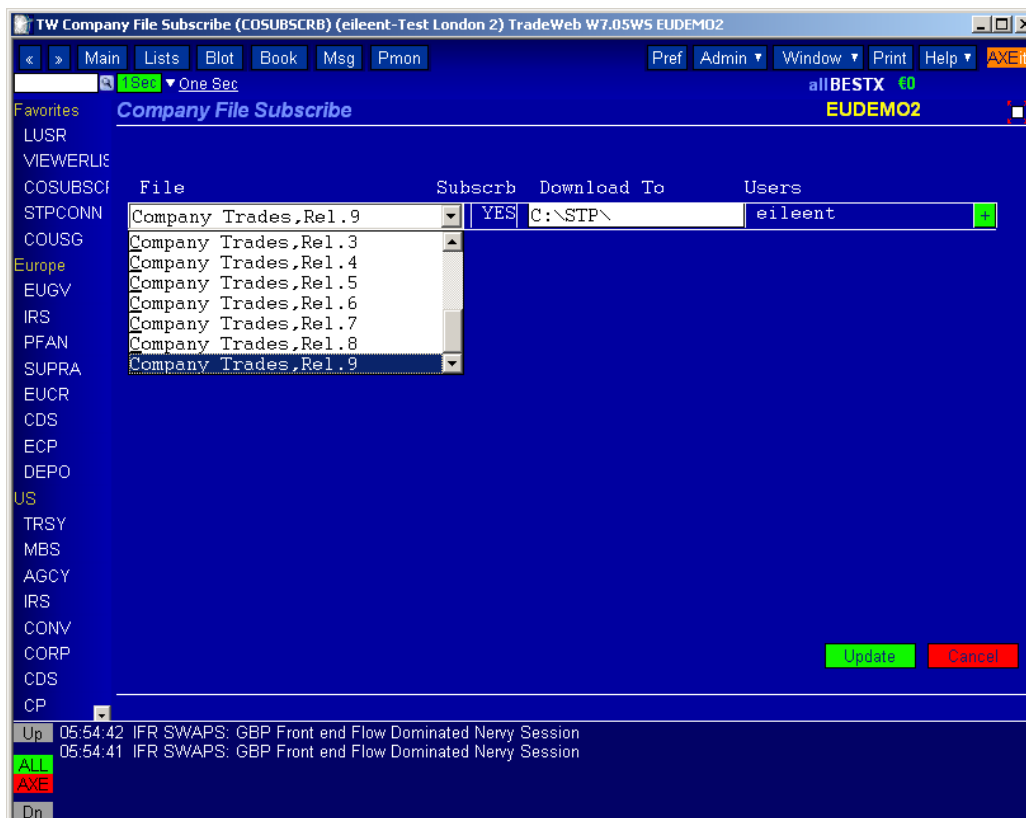 TW Company File Subscribe (COSUBSCRB) (eileent-Test London 2) TradeWeb W7.05WS EUDEMO2
« » Main Lists Blot Book Msg Pmon Pref Admin Window Print Help AXEit
1Sec One Sec allBESTX €0
Favorites Company File Subscribe EUDEMO2
LUSR
VIEWERLIS
COSUBSCR File Subscrb Download To Users
STPCONN Company Trades,Rel.9 YES C:\STP\ eileent +
COUSG Company Trades,Rel.3
Europe Company Trades,Rel.4
EUGV Company Trades,Rel.5
Company Trades,Rel.6
IRS Company Trades,Rel.7
PFAN Company Trades,Rel.8
SUPRA Company Trades,Rel.9
EUCR
CDS
ECP
DEPO
US
TRSY
MBS
AGCY
IRS
CONV
CORP Update Cancel
CDS
CP
Up 05:54:42 IFR SWAPS: GBP Front end Flow Dominated Nervy Session
05:54:41 IFR SWAPS: GBP Front end Flow Dominated Nervy Session
ALL
AXE
Dn